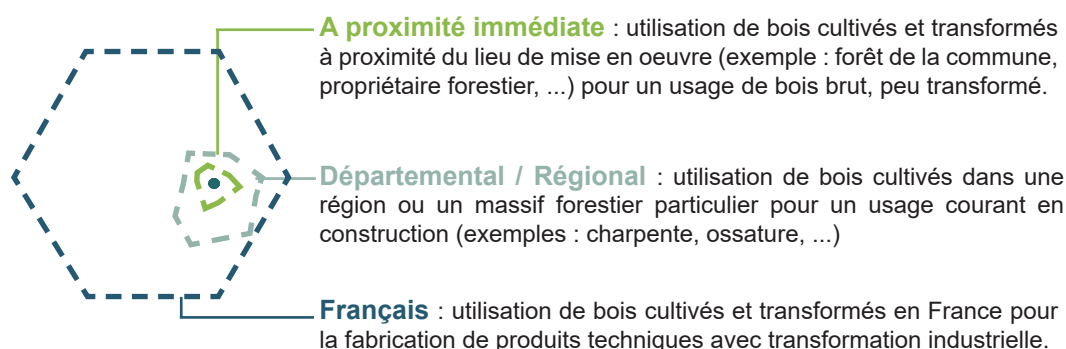 A proximité immédiate : utilisation de bois cultivés et transformés
à proximité du lieu de mise en oeuvre (exemple : forêt de la commune,
propriétaire forestier, ...) pour un usage de bois brut, peu transformé.
Départemental / Régional : utilisation de bois cultivés dans une
région ou un massif forestier particulier pour un usage courant en
construction (exemples : charpente, ossature, ...)
Français : utilisation de bois cultivés et transformés en France pour
la fabrication de produits techniques avec transformation industrielle.